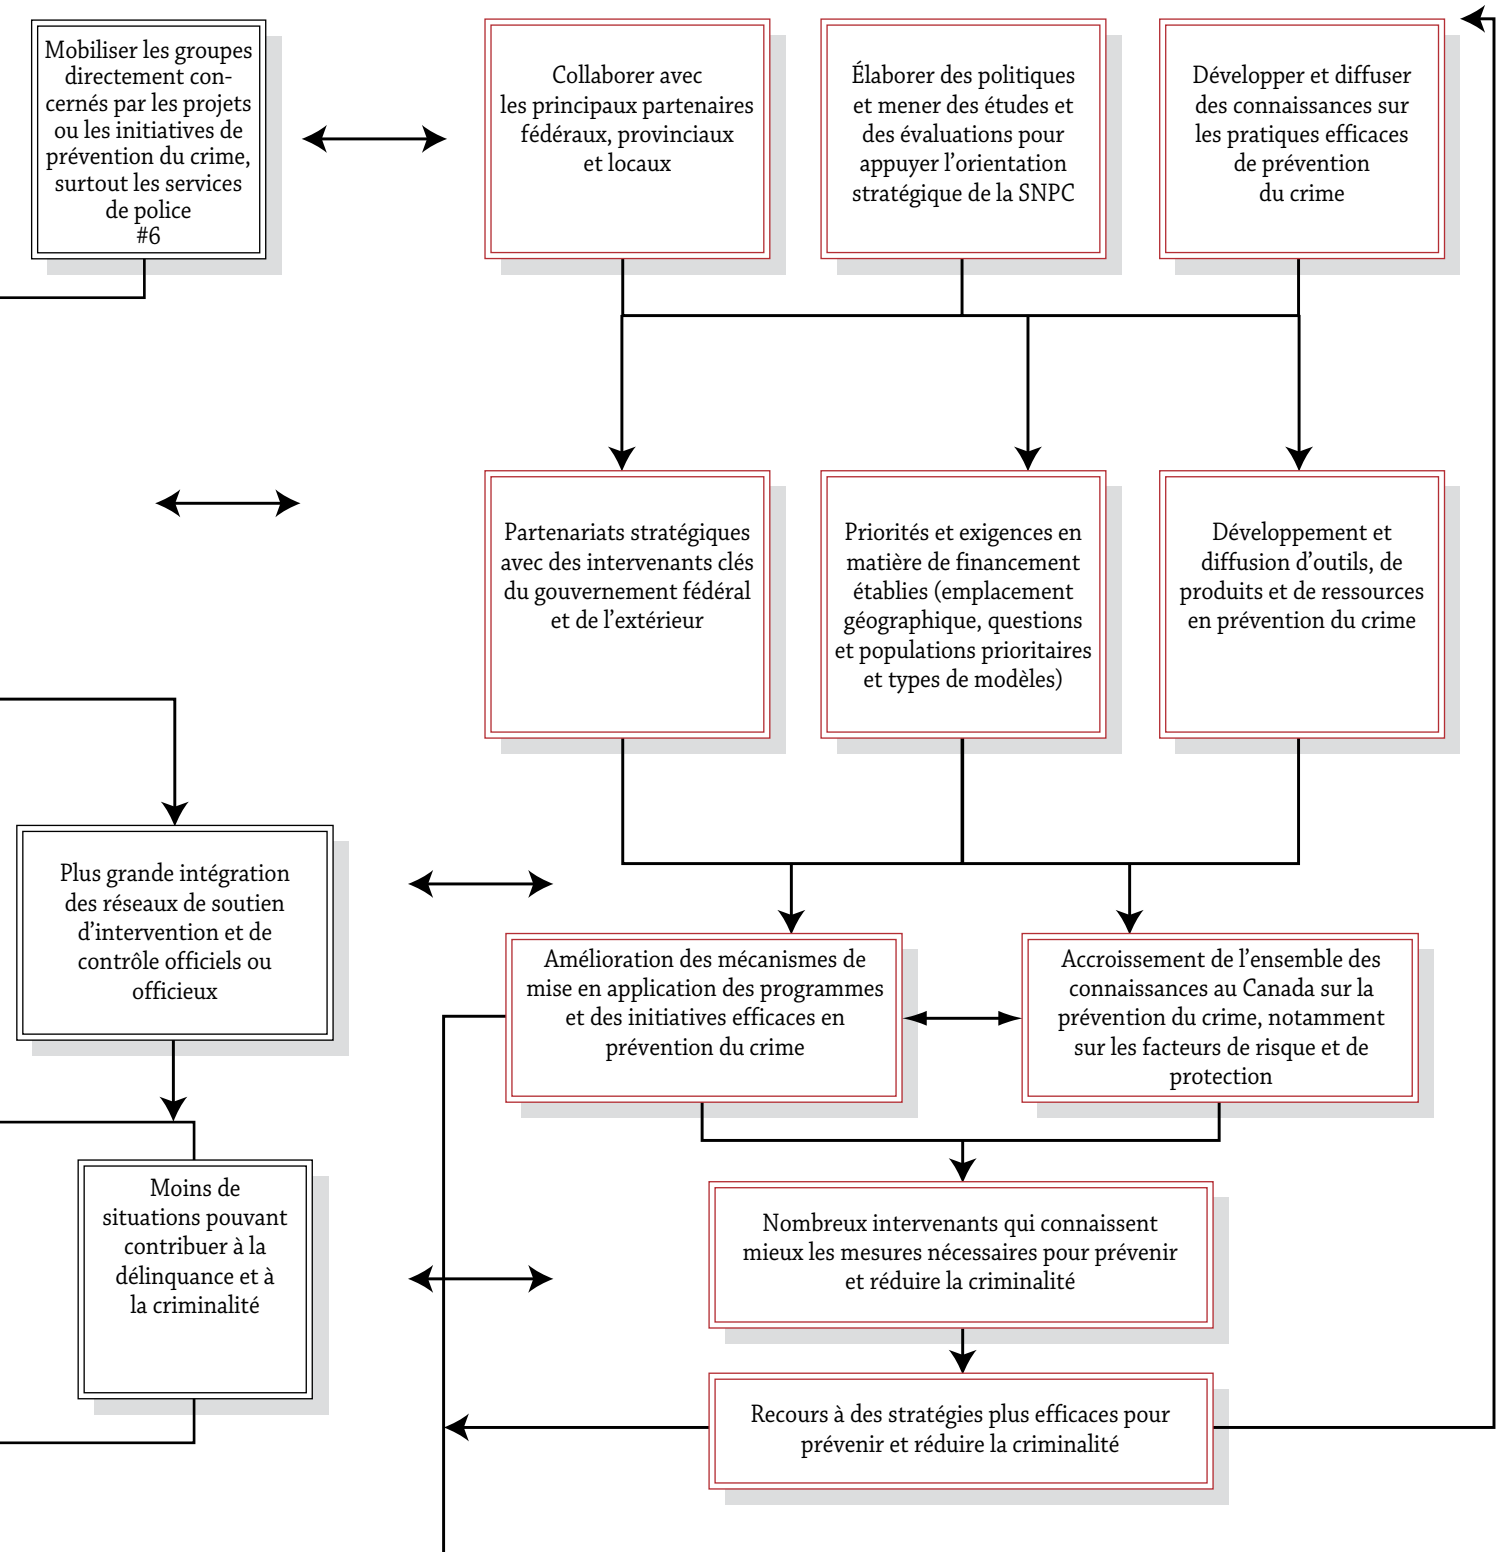 Mobiliser les groupes
directement con-
cernés par les projets
ou les initiatives de
prévention du crime,
surtout les services
de police
#6
Collaborer avec
les principaux partenaires
fédéraux, provinciaux
et locaux
Élaborer des politiques
et mener des études et
des évaluations pour
appuyer l’orientation
stratégique de la SNPC
Développer et diffuser
des connaissances sur
les pratiques efficaces
de prévention
du crime
Partenariats stratégiques
avec des intervenants clés
du gouvernement fédéral
et de l’extérieur
Priorités et exigences en
matière de financement
établies (emplacement
géographique, questions
et populations prioritaires
et types de modèles)
Développement et
diffusion d’outils, de
produits et de ressources
en prévention du crime
Plus grande intégration
des réseaux de soutien
d’intervention et de
contrôle officiels ou
officieux
Amélioration des mécanismes de
mise en application des programmes
et des initiatives efficaces en
prévention du crime
Accroissement de l’ensemble des
connaissances au Canada sur la
prévention du crime, notamment
sur les facteurs de risque et de
protection
Moins de
situations pouvant
contribuer à la
délinquance et à
la criminalité
Nombreux intervenants qui connaissent
mieux les mesures nécessaires pour prévenir
et réduire la criminalité
Recours à des stratégies plus efficaces pour
prévenir et réduire la criminalité